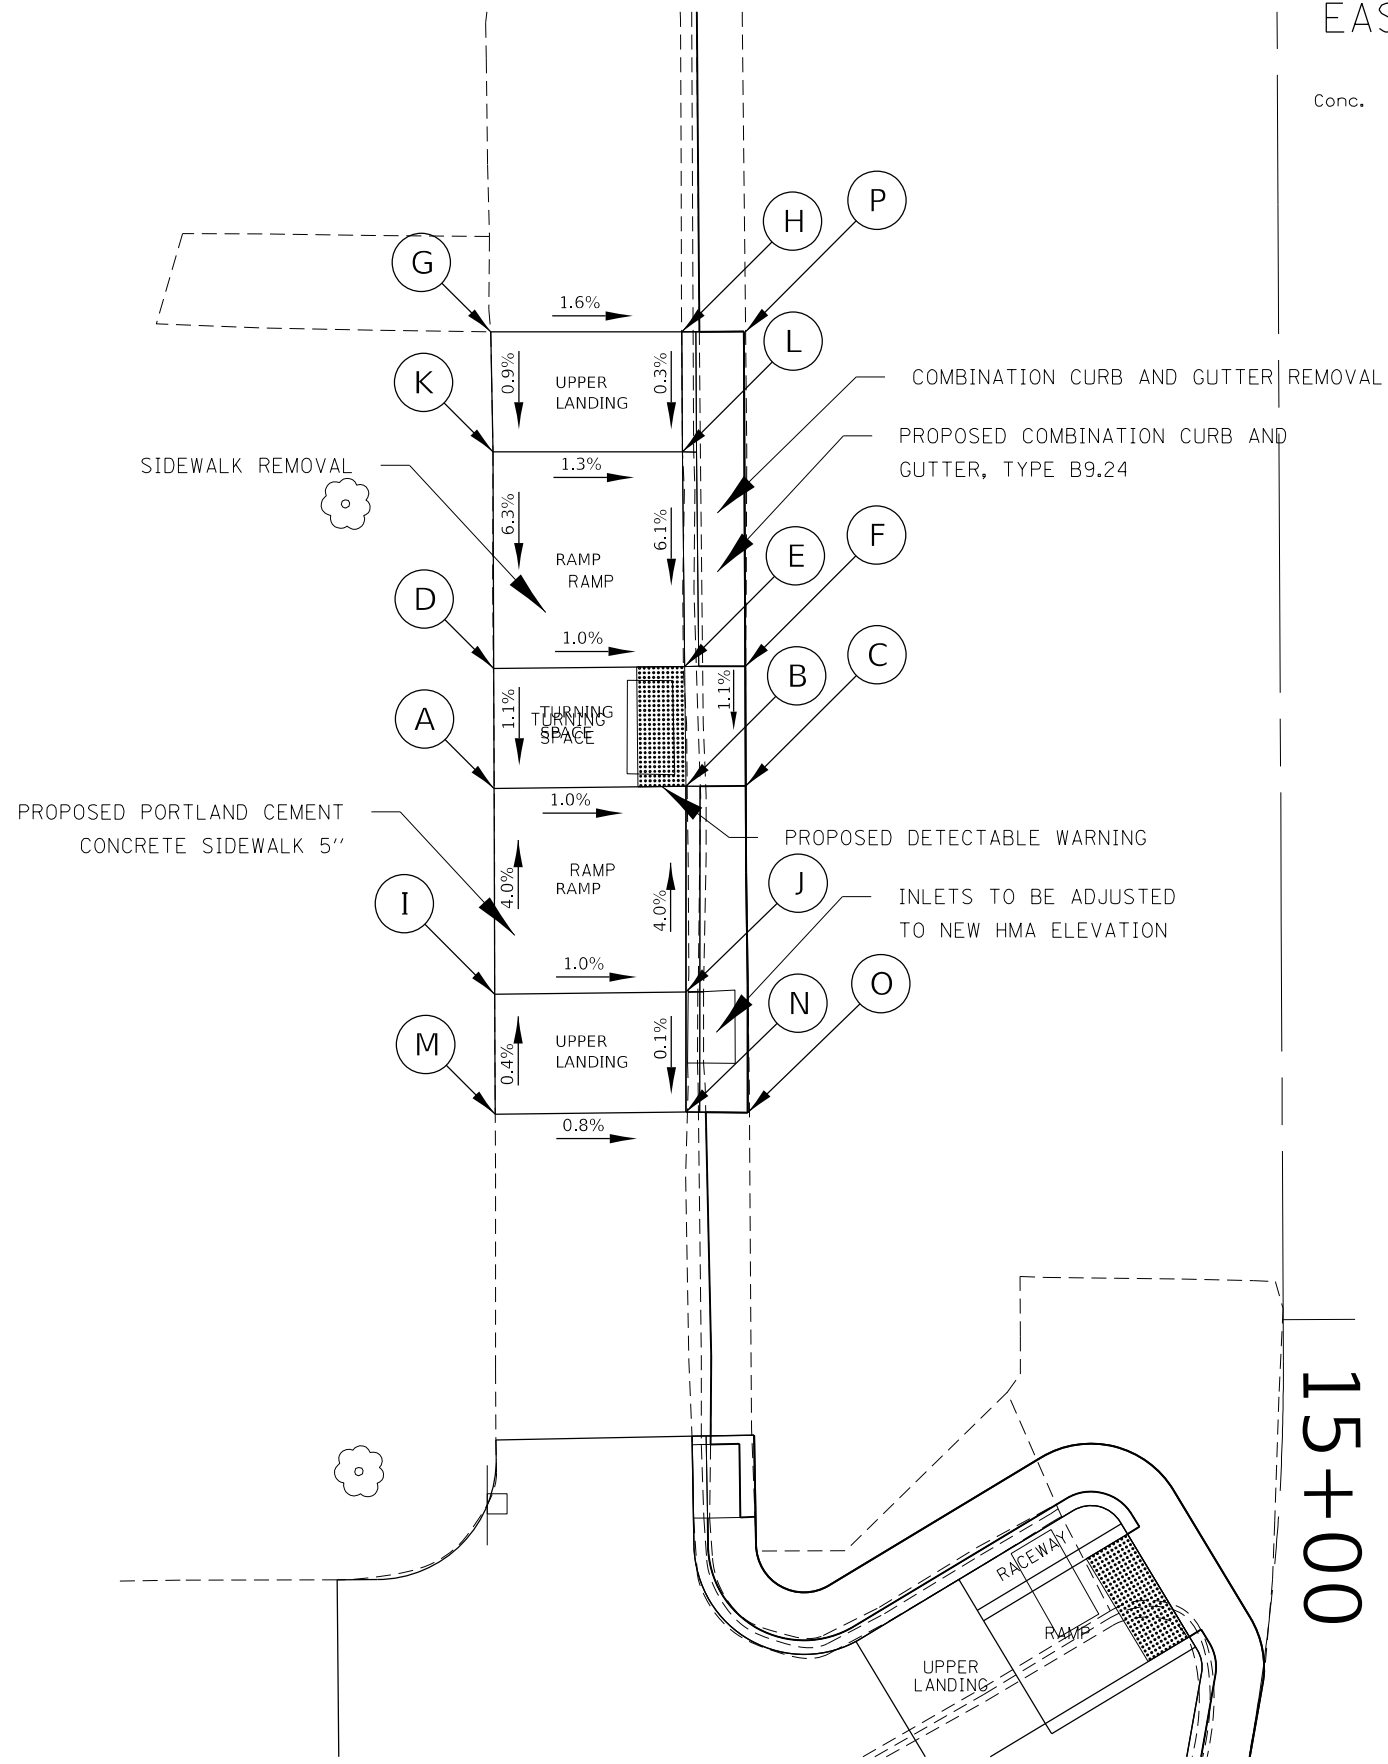 EAS
Conc.
P
H
G
1.6%
L
K
0.9%
UPPER
LANDING
0.3%
COMBINATION CURB AND GUTTER REMOVAL
PROPOSED COMBINATION CURB AND
GUTTER, TYPE B9.24
SIDEWALK REMOVAL
1.3%
6.3%
6.1%
F
E
RAMP
RAMP
D
1.0%
C
B
A
1.1%
TURNING
SPACE
TURNING
SPACE
1.1%
1.0%
PROPOSED PORTLAND CEMENT
CONCRETE SIDEWALK 5''
PROPOSED DETECTABLE WARNING
RAMP
RAMP
4.0%
4.0%
J
I
INLETS TO BE ADJUSTED
TO NEW HMA ELEVATION
1.0%
O
N
M
0.4%
UPPER
LANDING
0.1%
0.8%
15+00
RACEWAY
RAMP
UPPER
LANDING